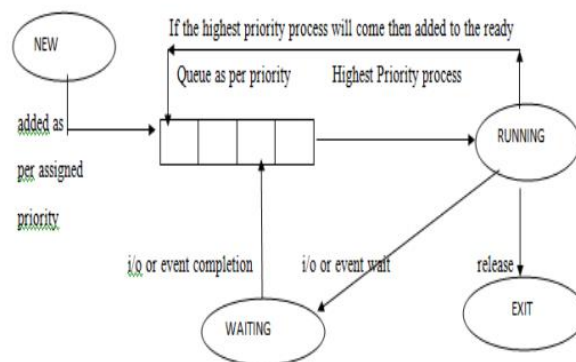 If the highest priority process will come then added to the ready
NEW
Queue as per priority
Highest Priority process
added as
per assigned
priority
RUNNING
i/o or event completion
i/o or event wait
release
WAITING
EXIT